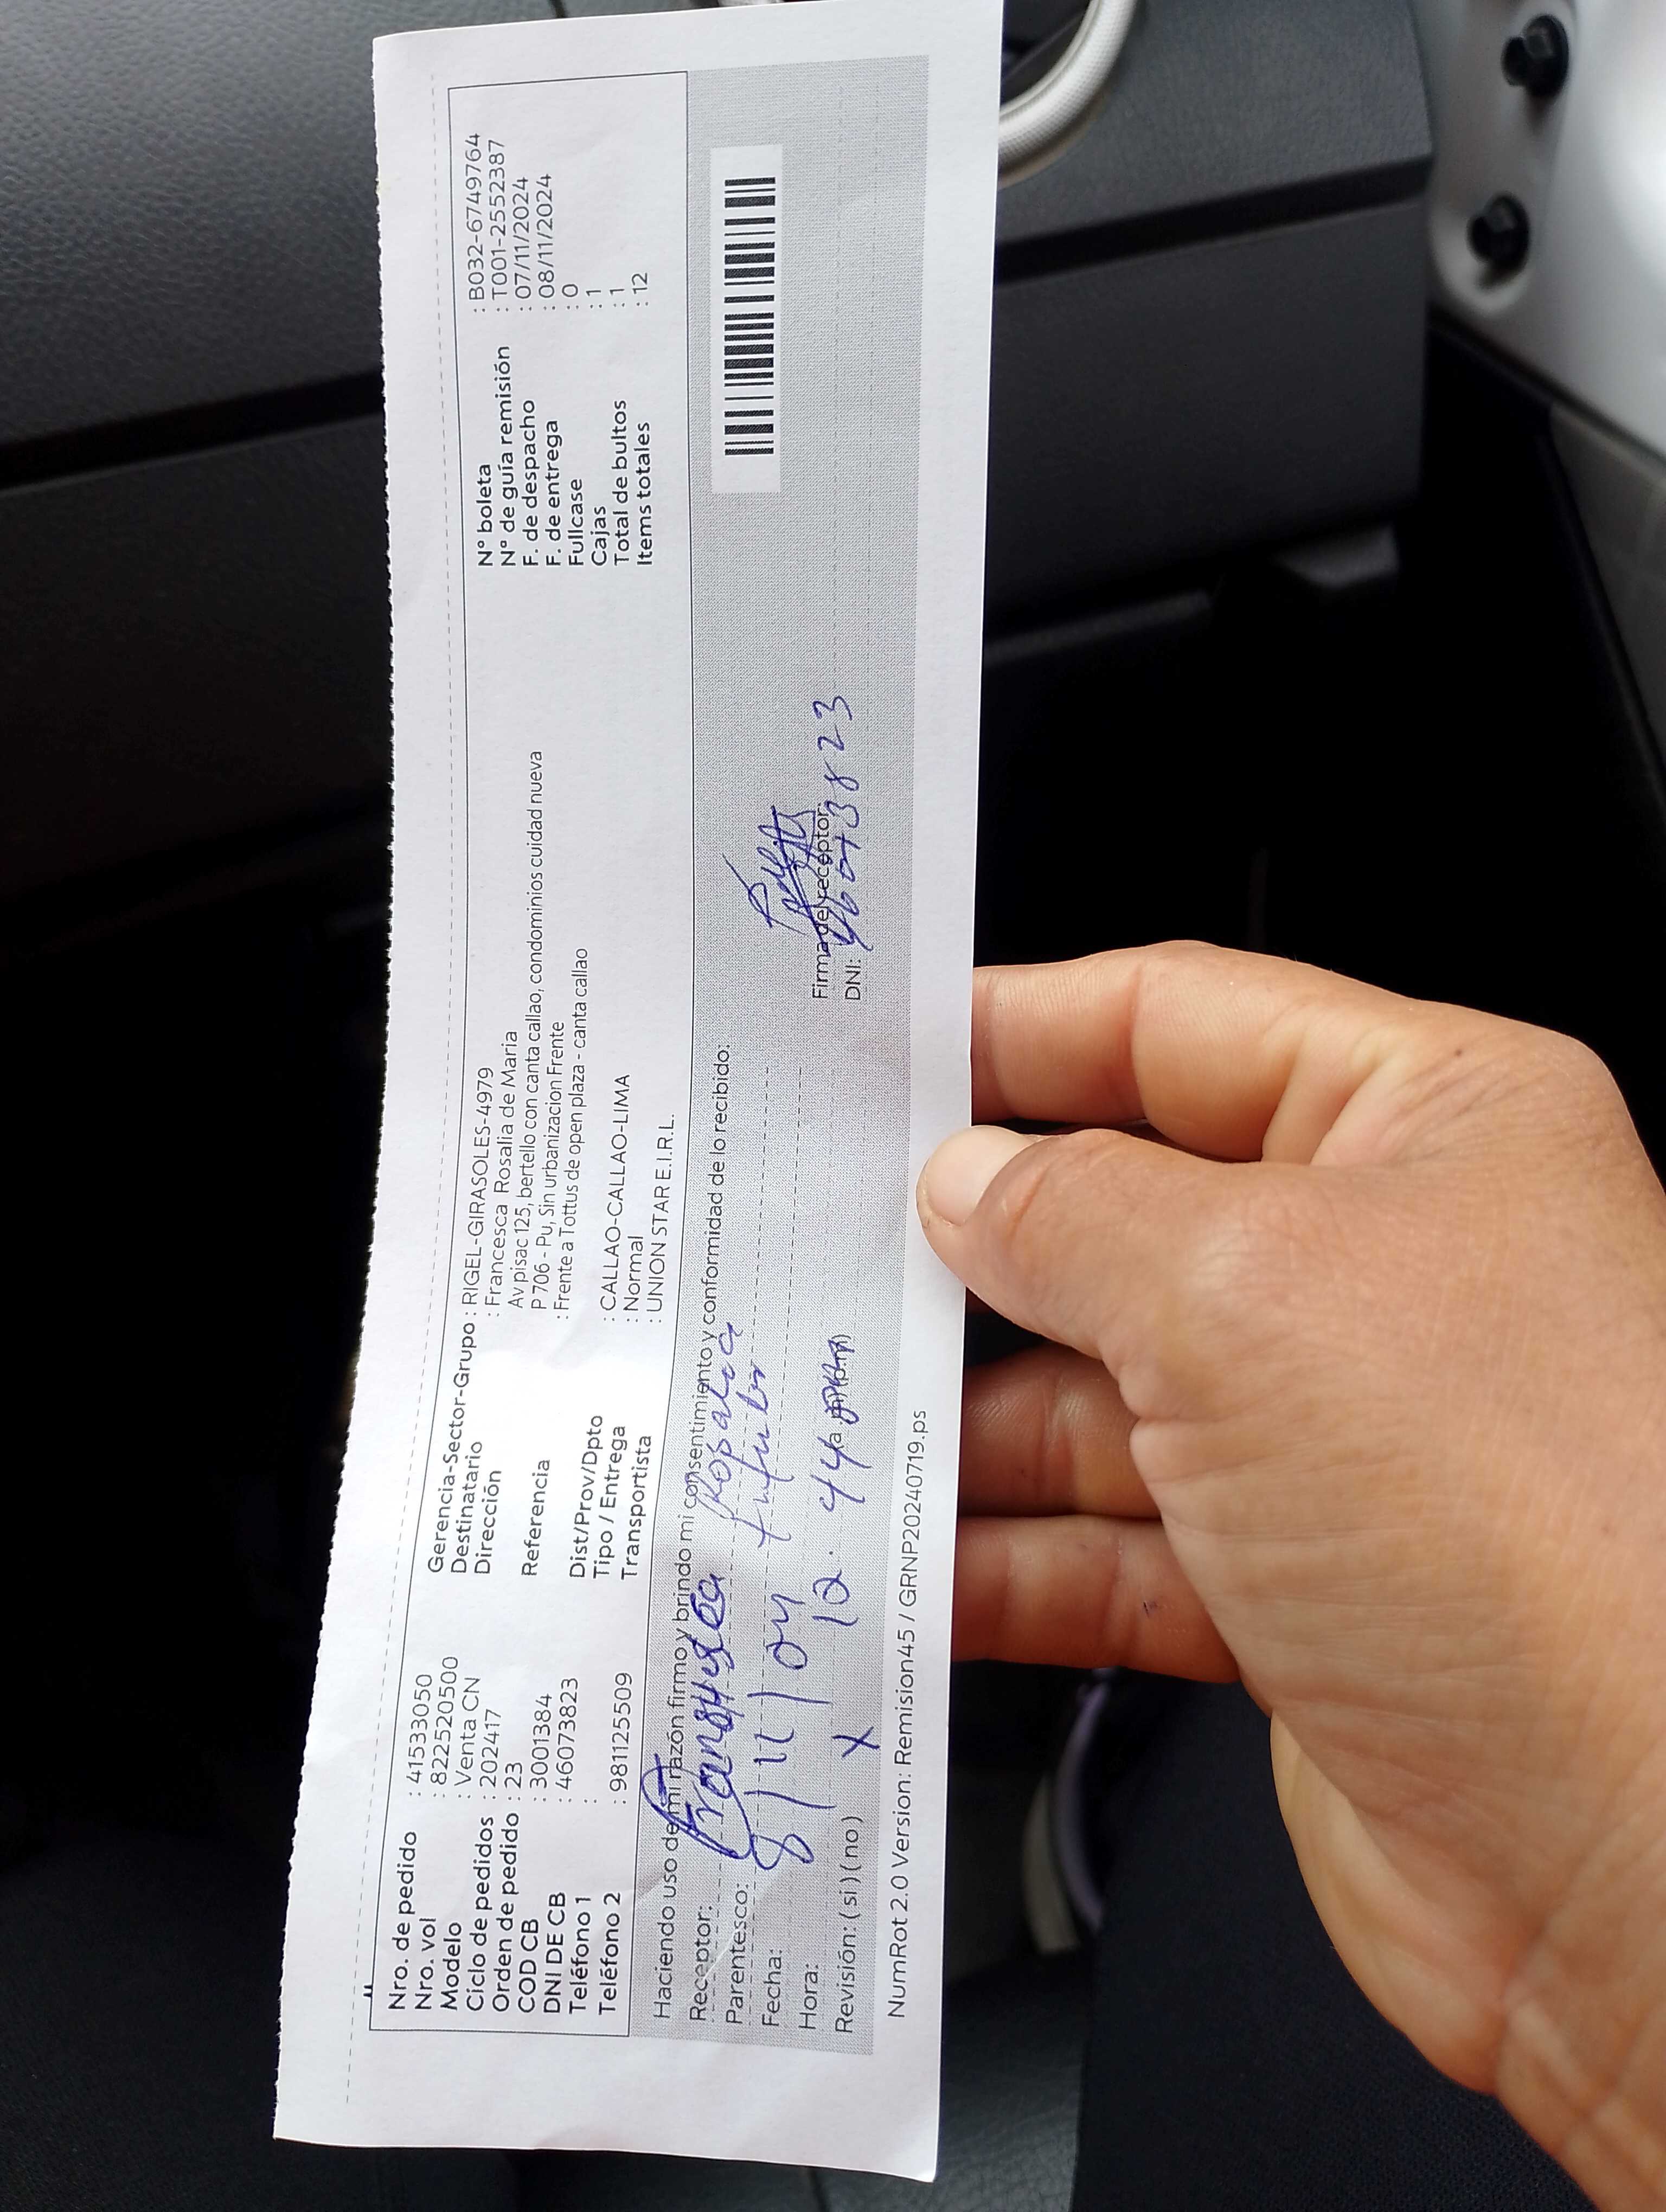 Nro. de pedido : 41533050
Nro. vol : 822520500
Modelo : Venta CN
Ciclo de pedidos : 202417
Orden de pedido : 23
COD CB : 3001384
DNI DE CB : 46073823
Teléfono 1 :
Teléfono 2 : 981125509
Gerencia-Sector-Grupo : RIGEL-GIRASOLES-4979
Destinatario : Francesca Rosalia de Maria
Dirección Av pisac 125, bertello con canta callao, condominios cuidad nueva
P 706 - PU, Sin urbanizacion Frente
Referencia : Frente a Tottus de open plaza - canta callao
Dist/Prov/Dpto : CALLAO-CALLAO-LIMA
Tipo / Entrega : Normal
Transportista : UNION STAR E.I.R.L.
N° boleta : B032-6749764
N° de guía remisión : T001-2552387
F. de despacho : 07/11/2024
F. de entrega : 08/11/2024
Fullcase : 0
Cajas : 1
Total de bultos : 1
Items totales : 12
Haciendo uso de mi razón firmo y brindo mi consentimiento y conformidad de lo recibido:
Receptor: Rosalia
Parentesco:
Fecha: 8 / 11 /
Hora: 12. 44
Revisión: (si) (no) X
Firma del receptor:
DNI: 46073823
NumRot 2.0 Version: Remision45 / GRNP20240719.ps